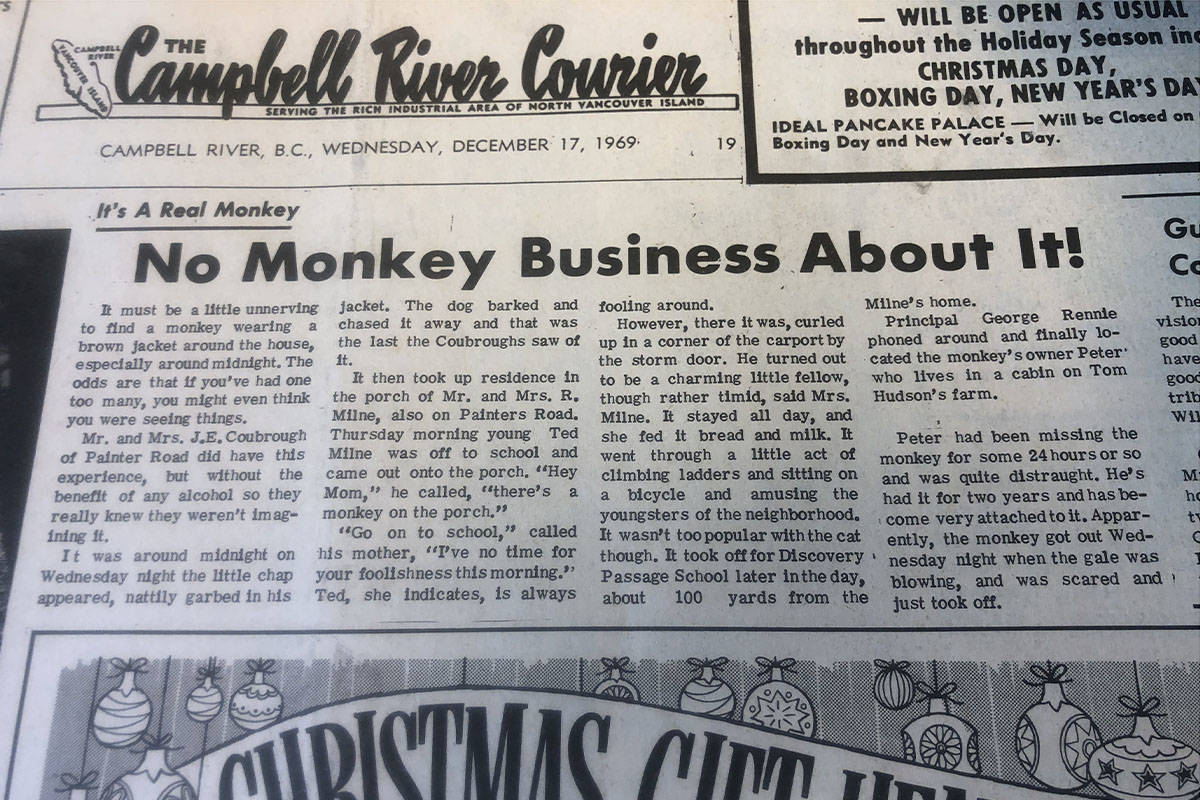 THE
Campbell River Courier
CAMPBELL
RIVER
VANCOUVER ISLAND
SERVING THE RICH INDUSTRIAL AREA OF NORTH VANCOUVER ISLAND
CAMPBELL RIVER, B.C., WEDNESDAY, DECEMBER 17, 1969
19
— WILL BE OPEN AS USUAL
throughout the Holiday Season inc
CHRISTMAS DAY,
BOXING DAY, NEW YEAR'S DA
IDEAL PANCAKE PALACE — Will be Closed on
Boxing Day and New Year's Day.
It's A Real Monkey
No Monkey Business About It!
It must be a little unnerving
to find a monkey wearing a
brown jacket around the house,
especially around midnight. The
odds are that if you've had one
too many, you might even think
you were seeing things.
Mr. and Mrs. J.E. Coubrough
of Painter Road did have this
experience, but without the
benefit of any alcohol so they
really knew they weren't imag-
ining it.
It was around midnight on
Wednesday night the little chap
appeared, nattily garbed in his
jacket. The dog barked and
chased it away and that was
the last the Coubroughs saw of
it.
It then took up residence in
the porch of Mr. and Mrs. R.
Milne, also on Painters Road.
Thursday morning young Ted
Milne was off to school and
came out onto the porch. "Hey
Mom," he called, "there's a
monkey on the porch."
"Go on to school," called
his mother, "I've no time for
your foolishness this morning."
Ted, she indicates, is always
fooling around.
However, there it was, curled
up in a corner of the carport by
the storm door. He turned out
to be a charming little fellow,
though rather timid, said Mrs.
Milne. It stayed all day, and
she fed it bread and milk. It
went through a little act of
climbing ladders and sitting on
a bicycle and amusing the
youngsters of the neighborhood.
It wasn't too popular with the cat
though. It took off for Discovery
Passage School later in the day,
about 100 yards from the
Milne's home.
Principal George Rennie
phoned around and finally lo-
cated the monkey's owner Peter
who lives in a cabin on Tom
Hudson's farm.
Peter had been missing the
monkey for some 24 hours or so
and was quite distraught. He's
had it for two years and has be-
come very attached to it. Appar-
ently, the monkey got out Wed-
nesday night when the gale was
blowing, and was scared and
just took off.
Gu
Co
The
vision
good
have
good
trib
Wil
CHRISTMAS GIFT